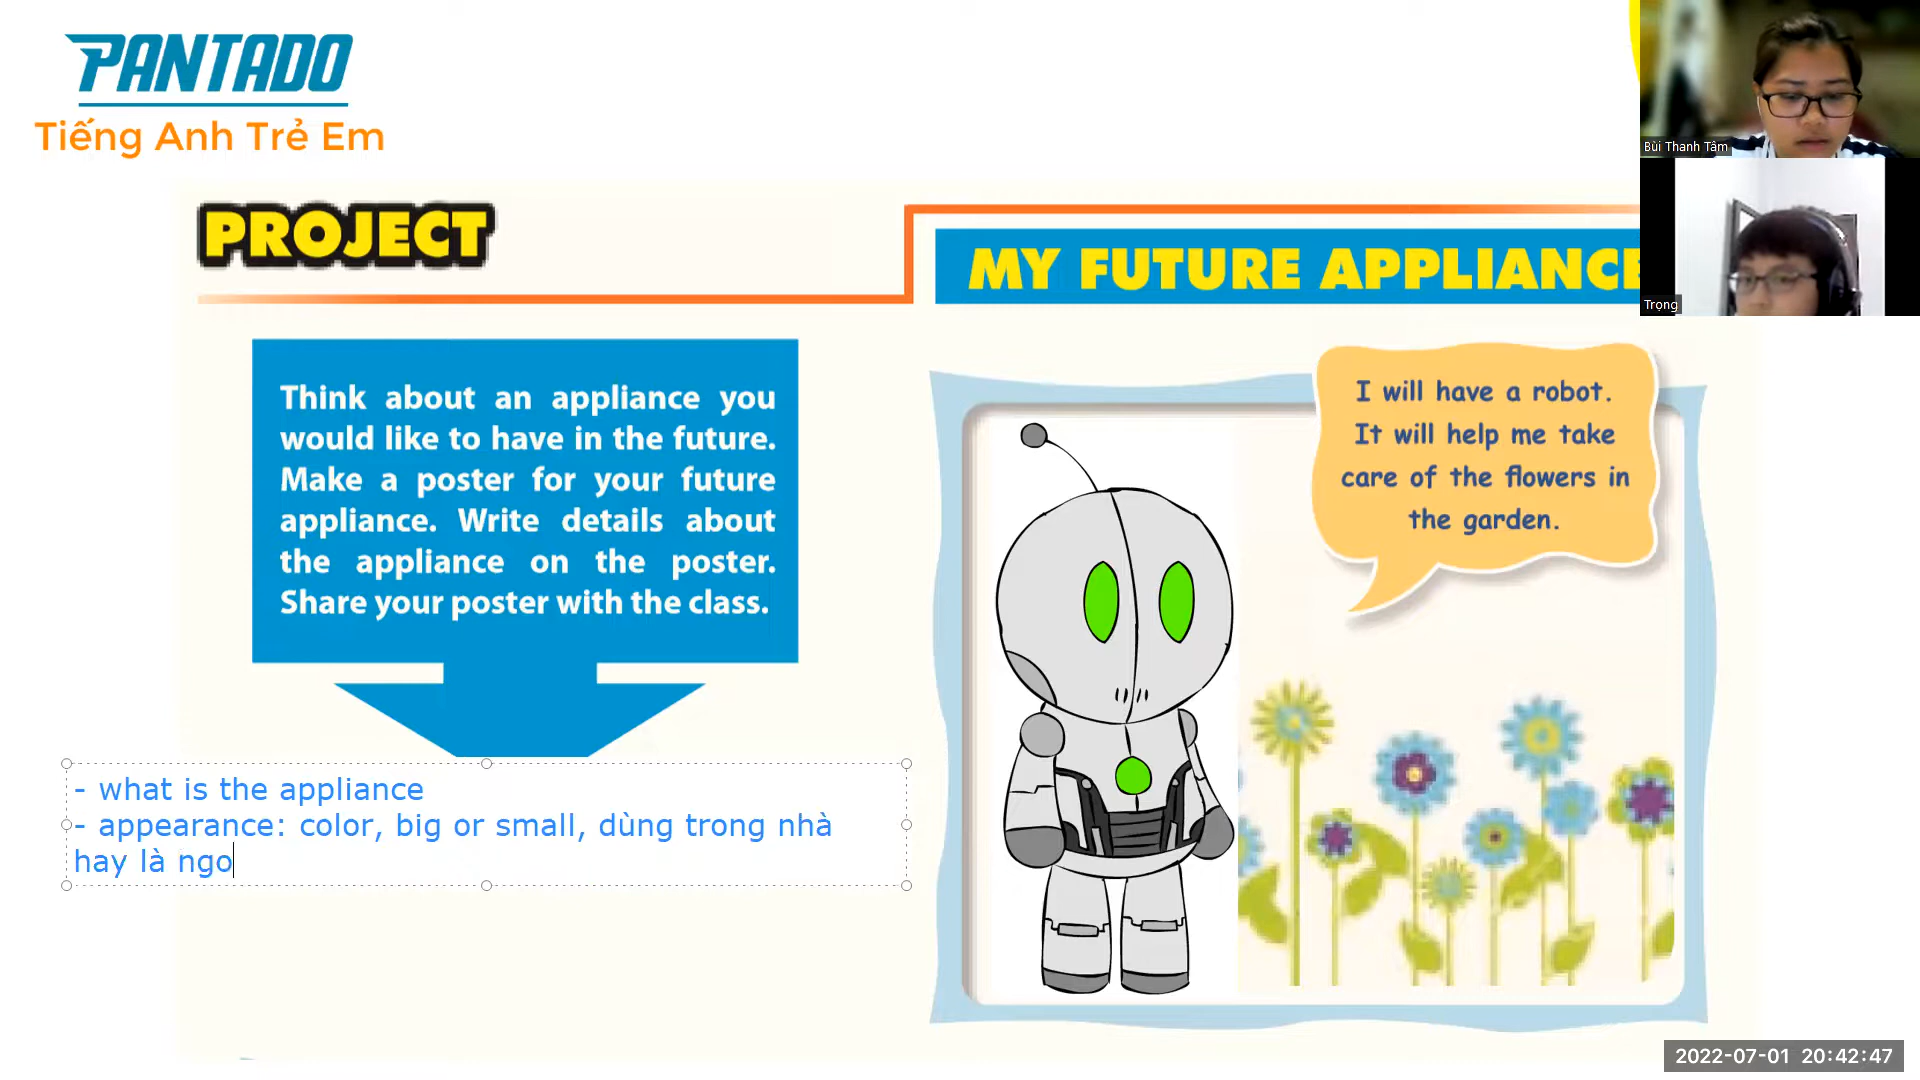 PANTADO
Tiếng Anh Trẻ Em
PROJECT
MY FUTURE APPLIANCE
Think about an appliance you
would like to have in the future.
Make a poster for your future
appliance. Write details about
the appliance on the poster.
Share your poster with the class.
I will have a robot.
It will help me take
care of the flowers in
the garden.
- what is the appliance
- appearance: color, big or small, dùng trong nhà
hay là ngo
Bùi Thanh Tâm
Trọng
2022-07-01 20:42:47